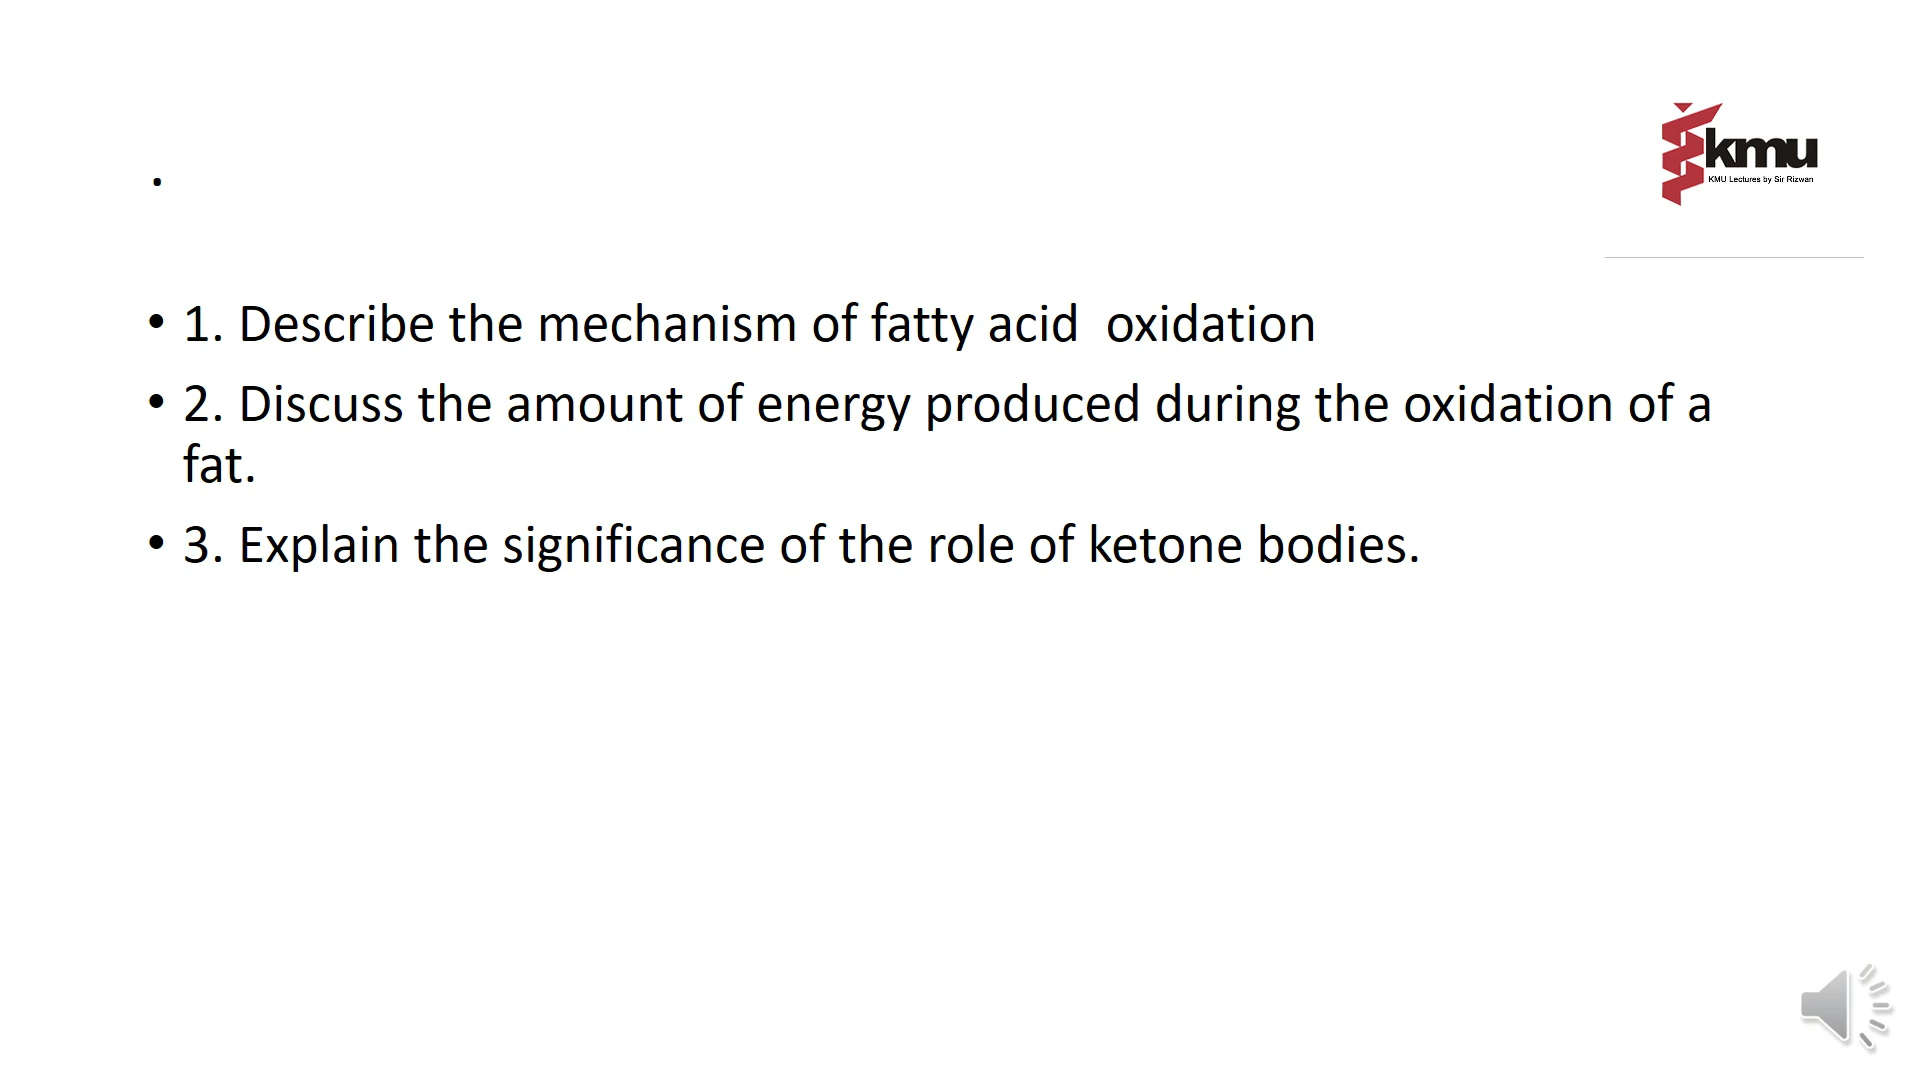 .
kmu
KMU Lectures by Sir Rizwan
• 1. Describe the mechanism of fatty acid  oxidation
• 2. Discuss the amount of energy produced during the oxidation of a
fat.
• 3. Explain the significance of the role of ketone bodies.